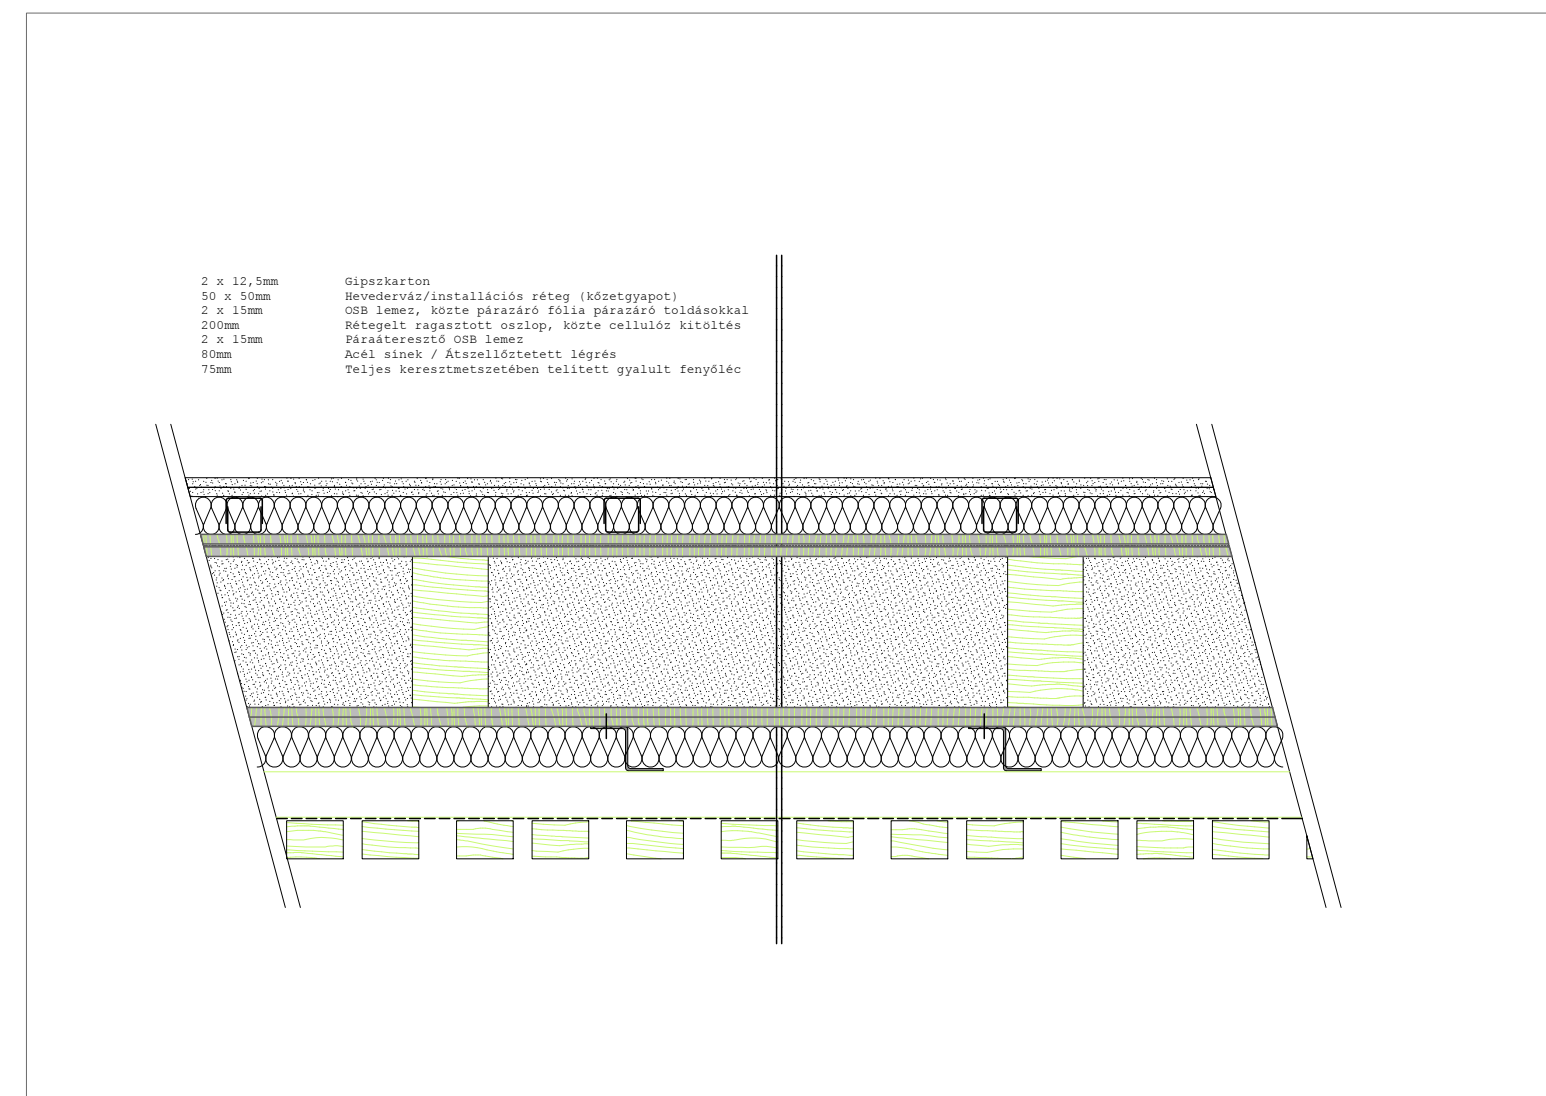 2 x 12,5mm Gipszkarton
50 x 50mm Hevederváz/installációs réteg (kőzetgyapot)
2 x 15mm OSB lemez, közte párazáró fólia párazáró toldásokkal
200mm Rétegelt ragasztott oszlop, közte cellulóz kitöltés
2 x 15mm Páraáteresztő OSB lemez
80mm Acél sínek / Átszellőztetett légrés
75mm Teljes keresztmetszetében telített gyalult fenyőléc